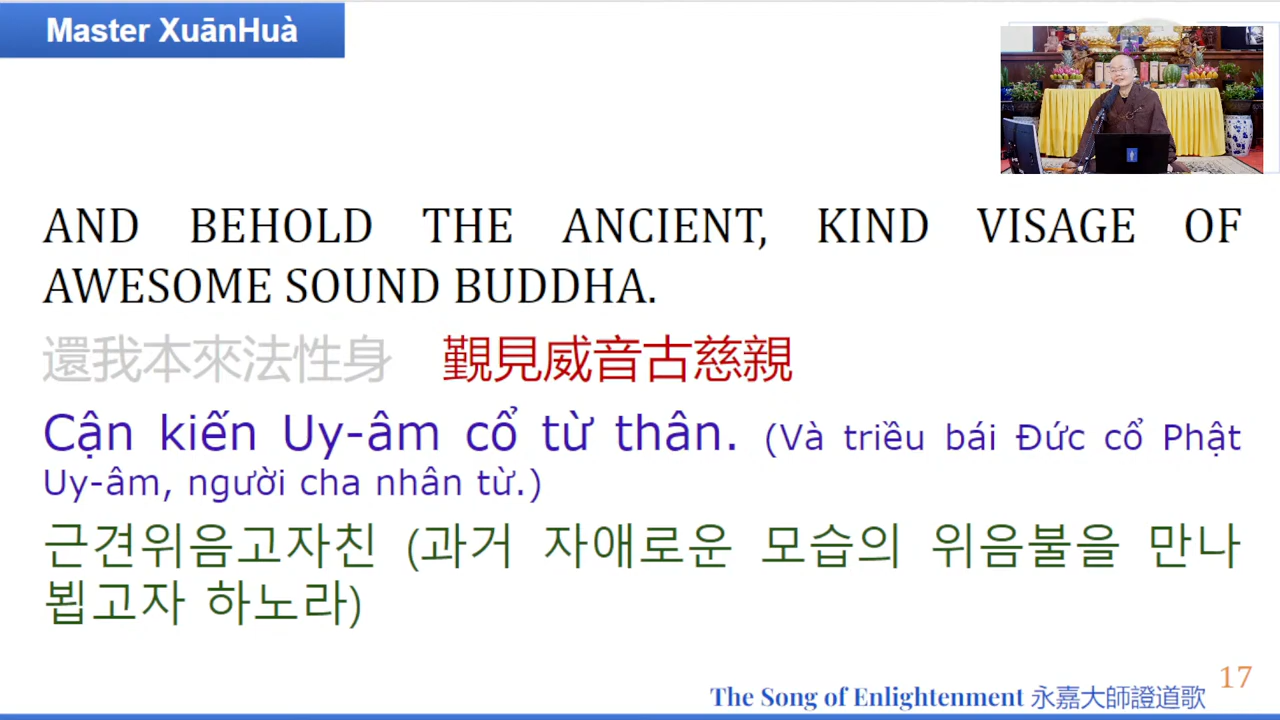 Master XuānHuà
AND BEHOLD THE ANCIENT, KIND VISAGE OF
AWESOME SOUND BUDDHA.
還我本來法性身 覲見威音古慈親
Cận kiến Uy-âm cổ từ thân. (Và triều bái Đức cổ Phật
Uy-âm, người cha nhân từ.)
근견위음고자친 (과거 자애로운 모습의 위음불을 만나
뵙고자 하노라)
17
The Song of Enlightenment 永嘉大師證道歌